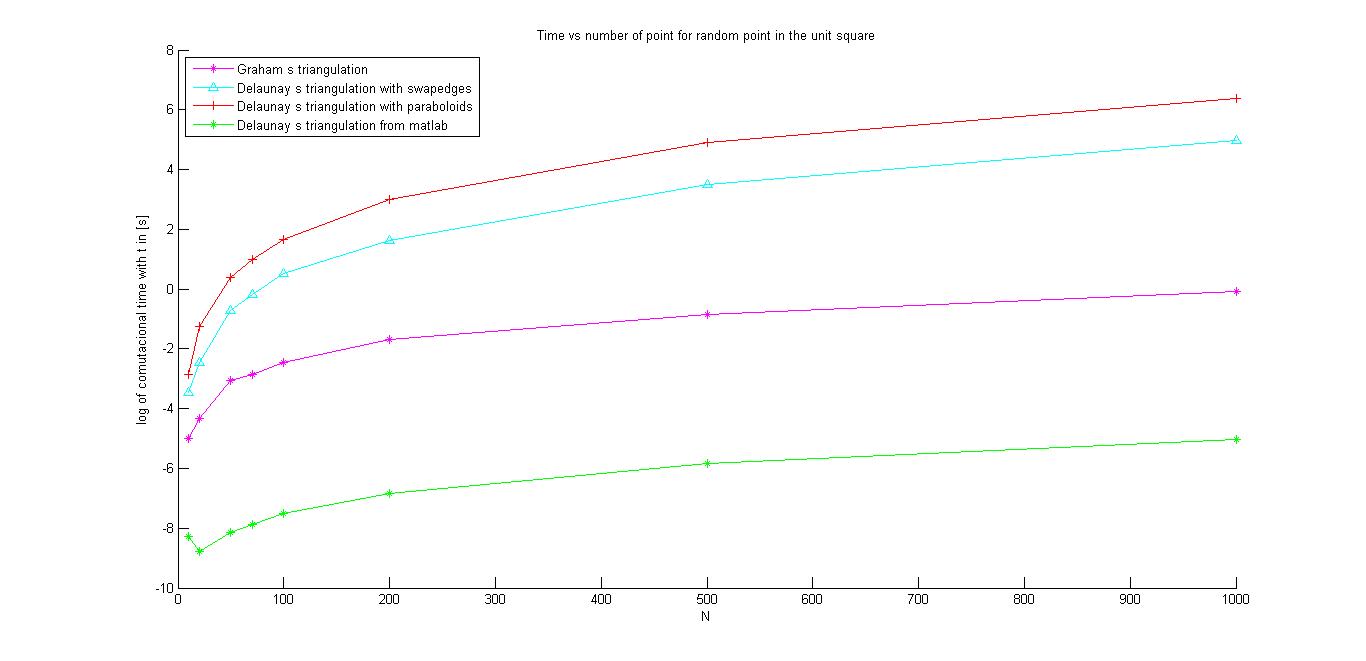 Time vs number of point for random point in the unit square
Graham s triangulation
Delaunay s triangulation with swapedges
Delaunay s triangulation with paraboloids
Delaunay s triangulation from matlab
log of comutacional time with t in [s]
8
6
4
2
0
-2
-4
-6
-8
-10
0 100 200 300 400 500 600 700 800 900 1000
N